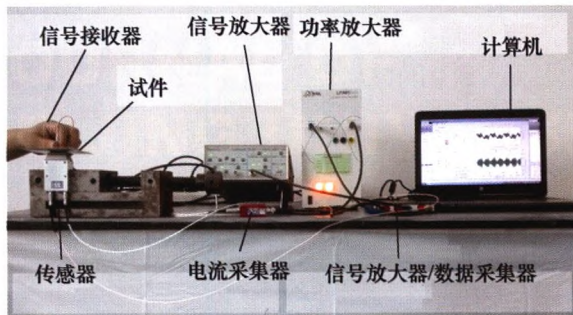 信号接收器
信号放大器 功率放大器
计算机
试件
传感器
电流采集器
信号放大器/数据采集器